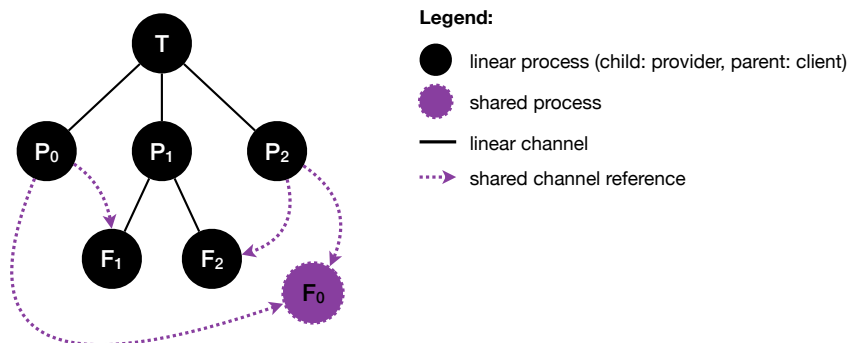 T
P₀
P₁
P₂
F₁
F₂
F₀
Legend:
linear process (child: provider, parent: client)
shared process
linear channel
shared channel reference